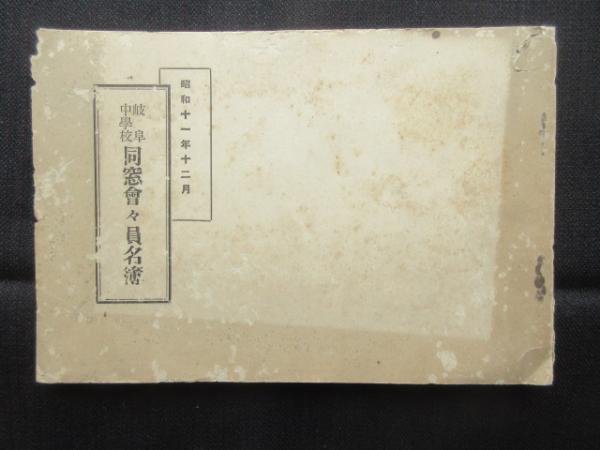 昭和十一年十二月
岐阜
中學校
同窓會々員名簿